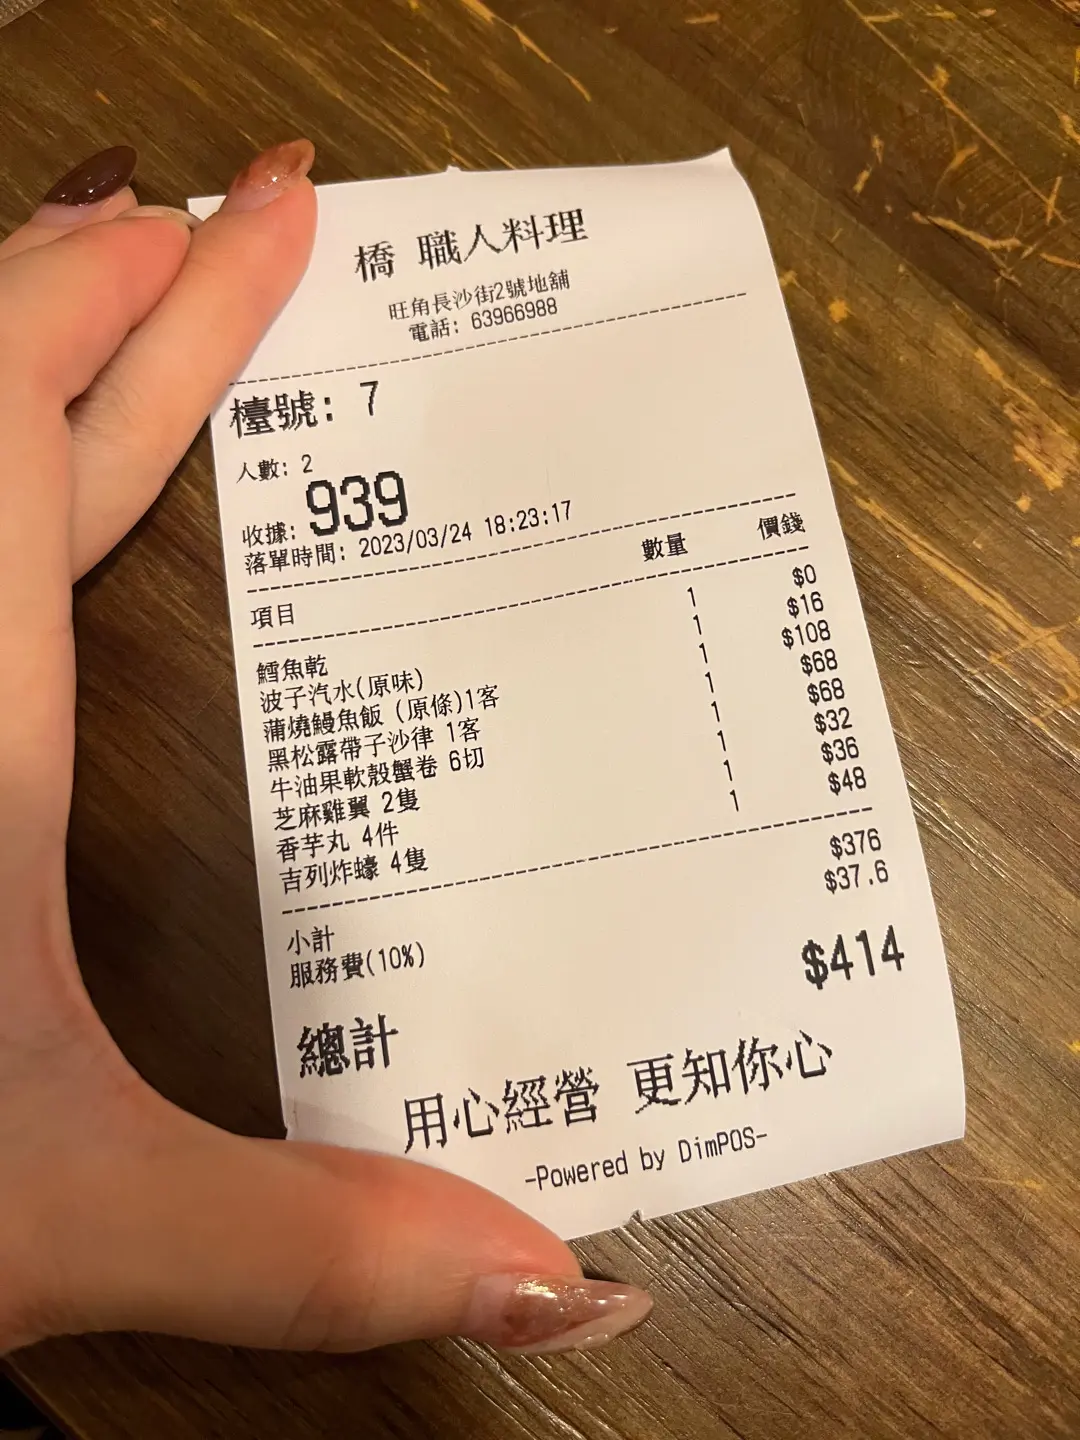 橋 職人料理
旺角長沙街2號地舖
電話: 63966988
檯號: 7
人數: 2
收據: 939
落單時間: 2023/03/24 18:23:17
項目 數量 價錢
鱈魚乾 1 $0
波子汽水(原味) 1 $16
蒲燒鰻魚飯 (原條)1客 1 $108
黑松露帶子沙律 1客 1 $68
牛油果軟殼蟹卷 6切 1 $68
芝麻雞翼 2隻 1 $32
香芋丸 4件 1 $36
吉列炸蠔 4隻 1 $48
小計 $376
服務費(10%) $37.6
總計 $414
用心經營 更知你心
-Powered by DimPOS-